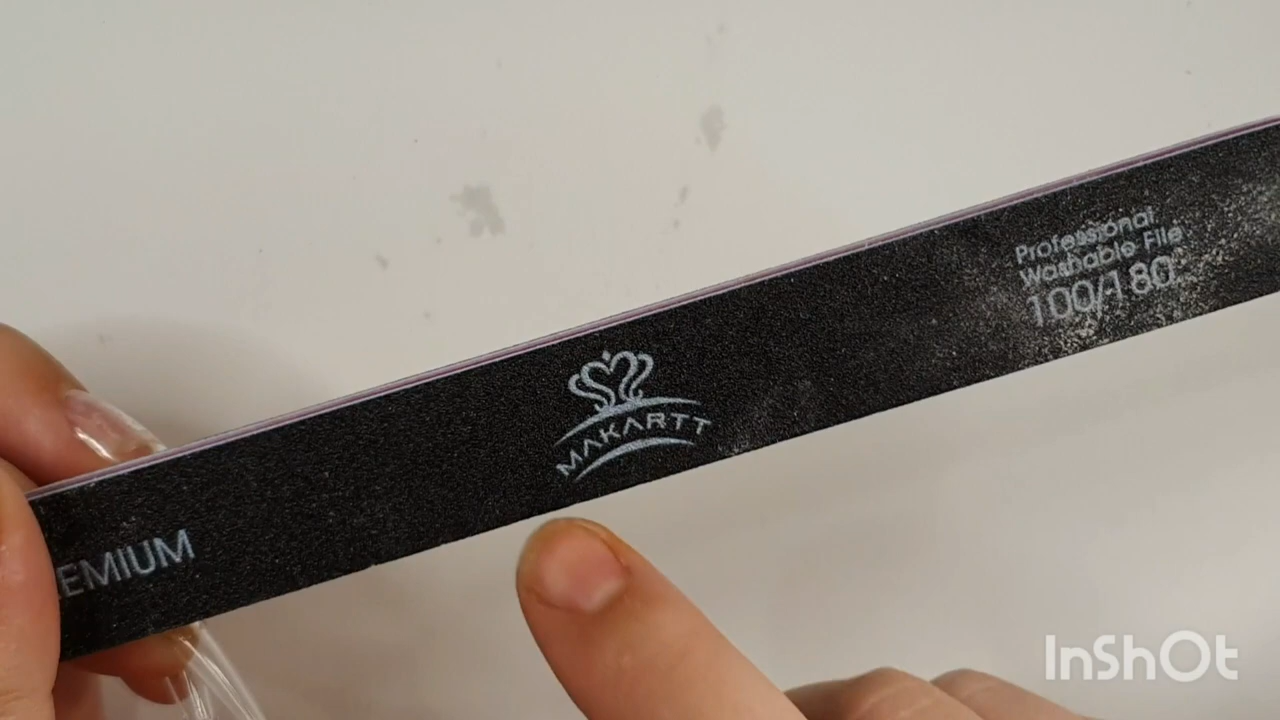 EMIUM
MAKARTT
Professional
Washable File
100/180
InShOt